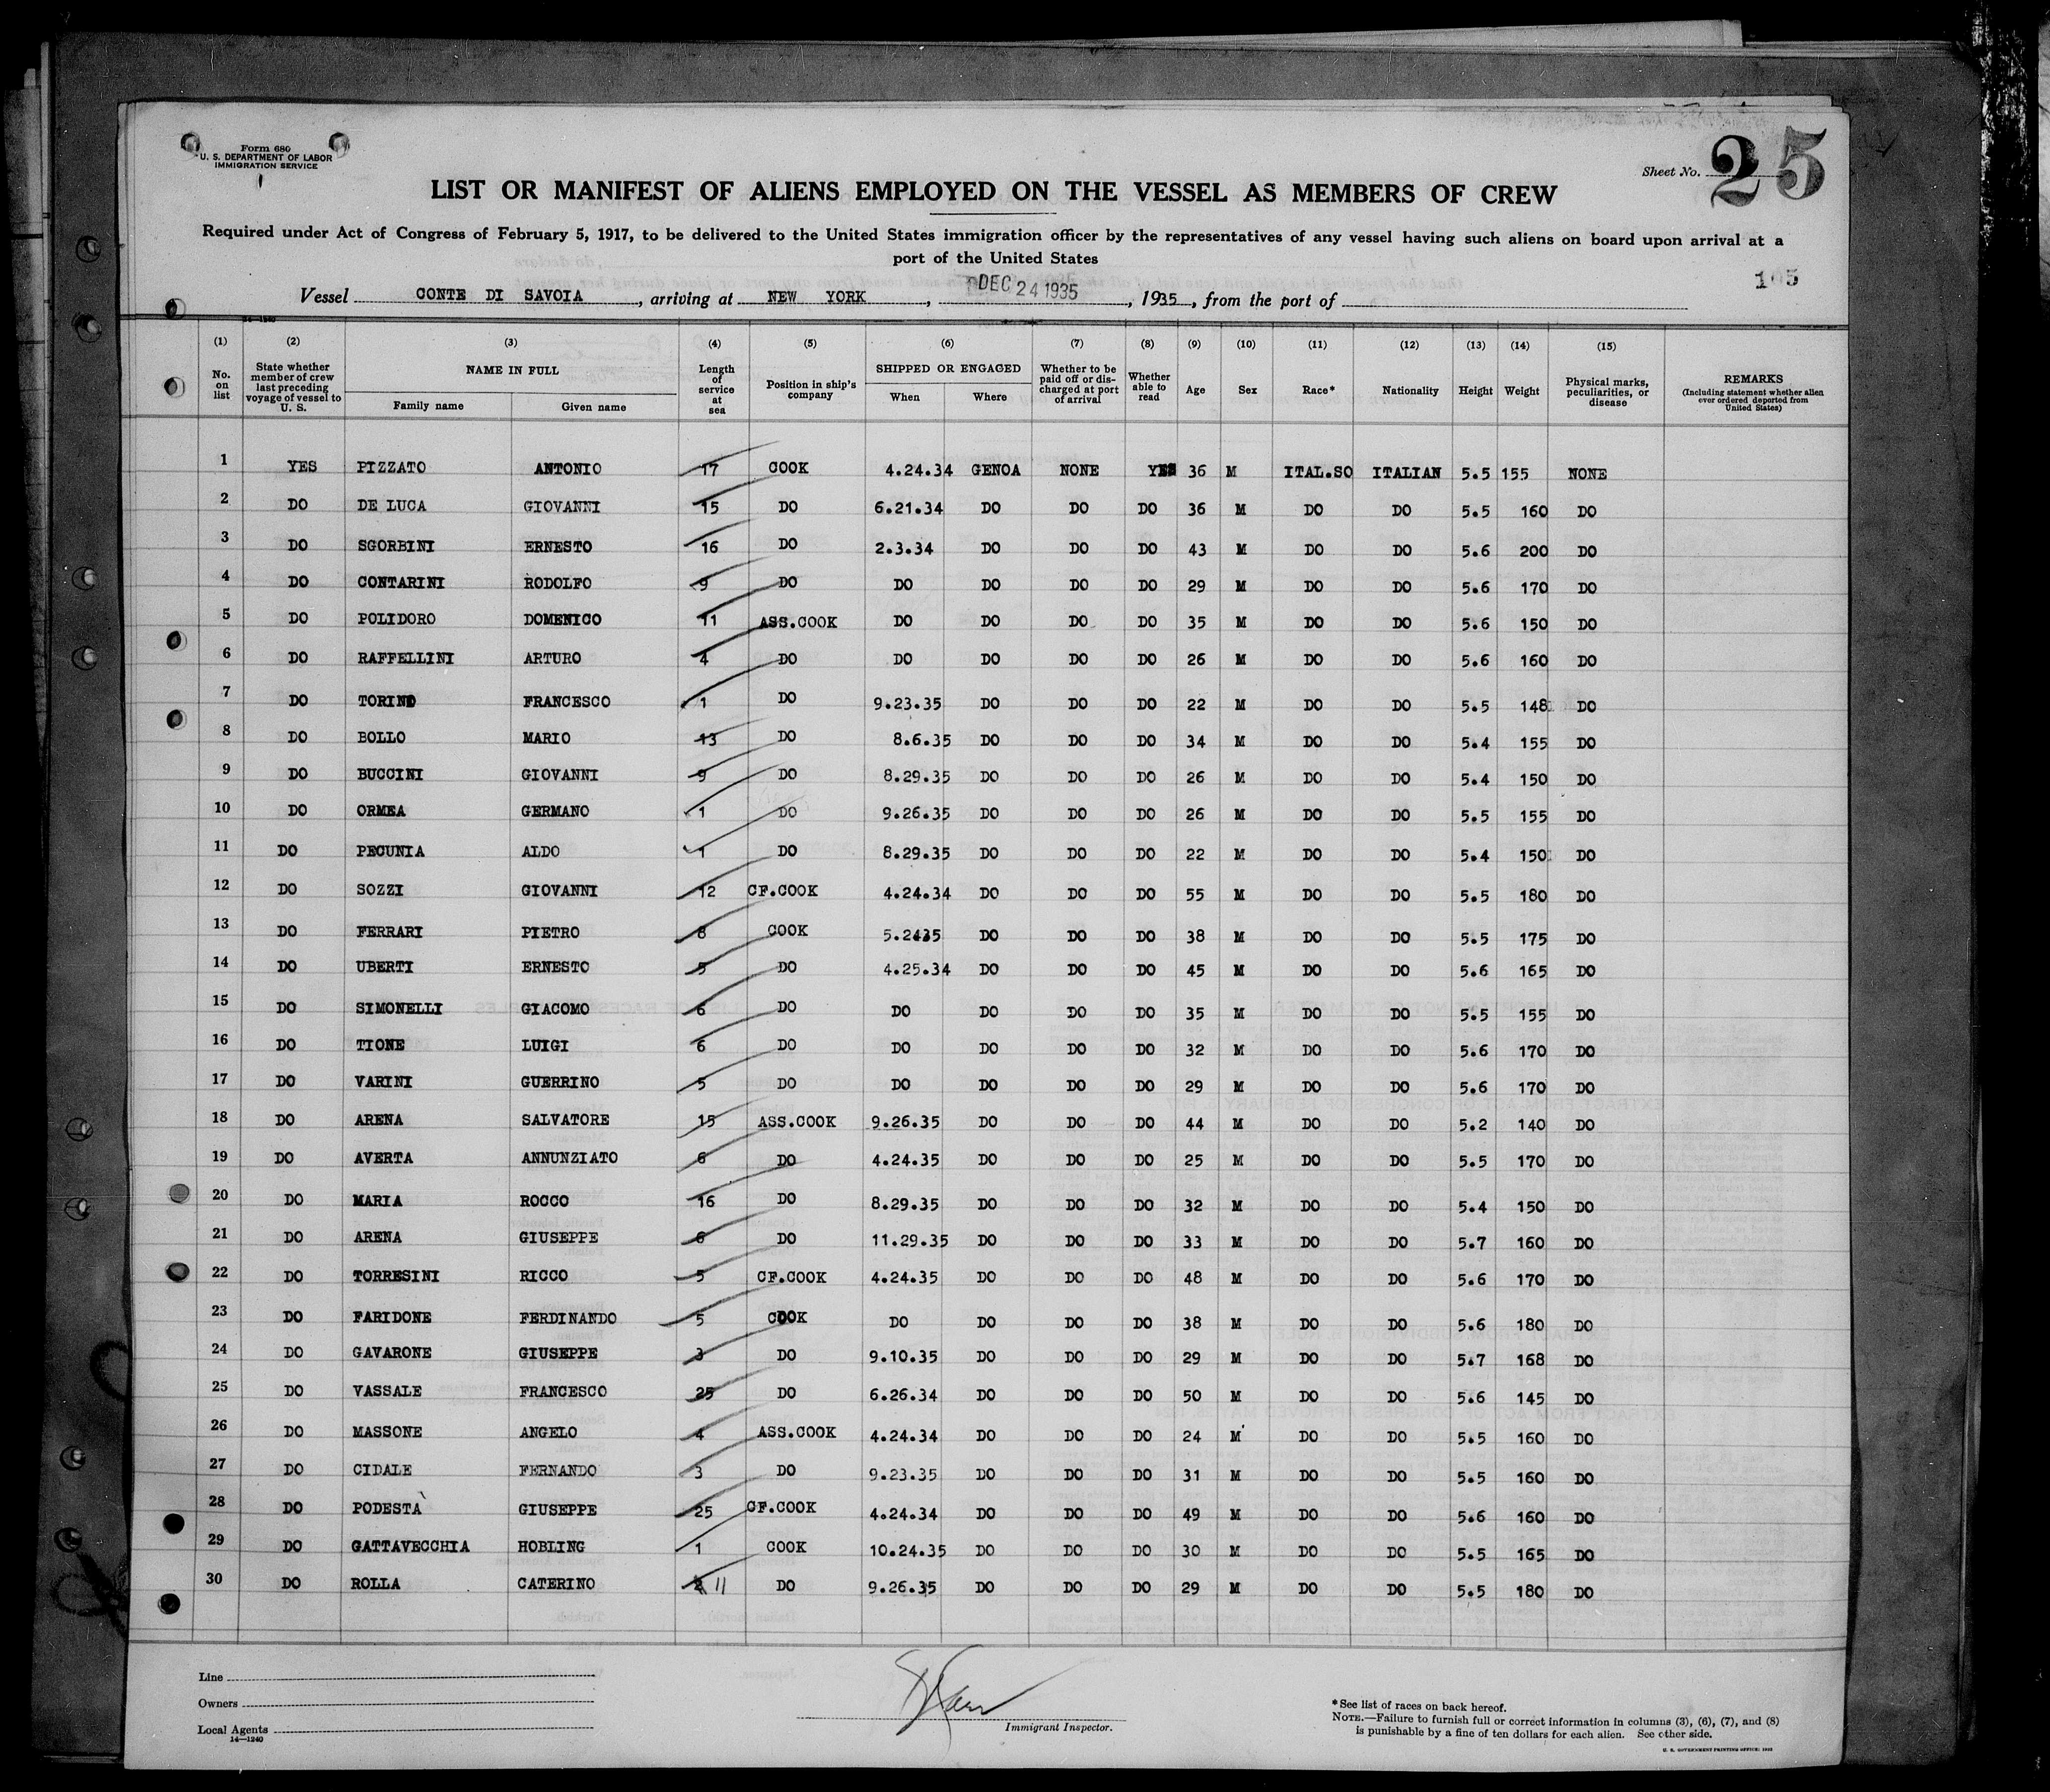 Form 680
U. S. DEPARTMENT OF LABOR
IMMIGRATION SERVICE
Sheet No. 25
LIST OR MANIFEST OF ALIENS EMPLOYED ON THE VESSEL AS MEMBERS OF CREW
Required under Act of Congress of February 5, 1917, to be delivered to the United States immigration officer by the representatives of any vessel having such aliens on board upon arrival at a
port of the United States
105
Vessel CONTE DI SAVOIA, arriving at NEW YORK, DEC 24 1935, 1935, from the port of
14—1240
(1) (2) (3) (4) (5) (6) (7) (8) (9) (10) (11) (12) (13) (14) (15)
No. on list State whether member of crew last preceding voyage of vessel to U. S. NAME IN FULL Family name Given name Length of service at sea Position in ship's company SHIPPED OR ENGAGED When Where Whether to be paid off or discharged at port of arrival Whether able to read Age Sex Race* Nationality Height Weight Physical marks, peculiarities, or disease REMARKS (Including statement whether alien ever ordered deported from United States)
1 YES PIZZATO ANTONIO 17 COOK 4.24.34 GENOA NONE YES 36 M ITAL.SO ITALIAN 5.5 155 NONE
2 DO DE LUCA GIOVANNI 15 DO 6.21.34 DO DO DO 36 M DO DO 5.5 160 DO
3 DO SGORBINI ERNESTO 16 DO 2.3.34 DO DO DO 43 M DO DO 5.6 200 DO
4 DO CONTARINI RODOLFO 9 DO DO DO DO DO 29 M DO DO 5.6 170 DO
5 DO POLIDORO DOMENICO 11 ASS.COOK DO DO DO DO 35 M DO DO 5.6 150 DO
6 DO RAFFELLINI ARTURO 4 DO DO DO DO DO 26 M DO DO 5.6 160 DO
7 DO TORINO FRANCESCO 1 DO 9.23.35 DO DO DO 22 M DO DO 5.5 148 DO
8 DO BOLLO MARIO 13 DO 8.6.35 DO DO DO 34 M DO DO 5.4 155 DO
9 DO BUCCINI GIOVANNI 9 DO 8.29.35 DO DO DO 26 M DO DO 5.4 150 DO
10 DO ORMEA GERMANO 1 DO 9.26.35 DO DO DO 26 M DO DO 5.5 155 DO
11 DO PECUNIA ALDO 1 DO 8.29.35 DO DO DO 22 M DO DO 5.4 150 DO
12 DO SOZZI GIOVANNI 12 CF.COOK 4.24.34 DO DO DO 55 M DO DO 5.5 180 DO
13 DO FERRARI PIETRO 8 COOK 5.2435 DO DO DO 38 M DO DO 5.5 175 DO
14 DO UBERTI ERNESTO 5 DO 4.25.34 DO DO DO 45 M DO DO 5.6 165 DO
15 DO SIMONELLI GIACOMO 6 DO DO DO DO DO 35 M DO DO 5.5 155 DO
16 DO TIONE LUIGI 6 DO DO DO DO DO 32 M DO DO 5.6 170 DO
17 DO VARINI GUERRINO 5 DO DO DO DO DO 29 M DO DO 5.6 170 DO
18 DO ARENA SALVATORE 15 ASS.COOK 9.26.35 DO DO DO 44 M DO DO 5.2 140 DO
19 DO AVERTA ANNUNZIATO 6 DO 4.24.35 DO DO DO 25 M DO DO 5.5 170 DO
20 DO MARIA ROCCO 16 DO 8.29.35 DO DO DO 32 M DO DO 5.4 150 DO
21 DO ARENA GIUSEPPE 6 DO 11.29.35 DO DO DO 33 M DO DO 5.7 160 DO
22 DO TORRESINI RICCO 5 CF.COOK 4.24.35 DO DO DO 48 M DO DO 5.6 170 DO
23 DO FARIDONE FERDINANDO 5 COOK DO DO DO DO 38 M DO DO 5.6 180 DO
24 DO GAVARONE GIUSEPPE 3 DO 9.10.35 DO DO DO 29 M DO DO 5.7 168 DO
25 DO VASSALE FRANCESCO 25 DO 6.26.34 DO DO DO 50 M DO DO 5.6 145 DO
26 DO MASSONE ANGELO 4 ASS.COOK 4.24.34 DO DO DO 24 M DO DO 5.5 160 DO
27 DO CIDALE FERNANDO 3 DO 9.23.35 DO DO DO 31 M DO DO 5.5 160 DO
28 DO PODESTÀ GIUSEPPE 25 CF.COOK 4.24.34 DO DO DO 49 M DO DO 5.6 160 DO
29 DO GATTAVECCHIA HOBLING 1 COOK 10.24.35 DO DO DO 30 M DO DO 5.5 165 DO
30 DO ROLLA CATERINO 11 DO 9.26.35 DO DO DO 29 M DO DO 5.5 180 DO
Line
Owners
Local Agents
14—1240
Immigrant Inspector.
*See list of races on back hereof.
NOTE.—Failure to furnish full or correct information in columns (3), (6), (7), and (8)
is punishable by a fine of ten dollars for each alien. See other side.